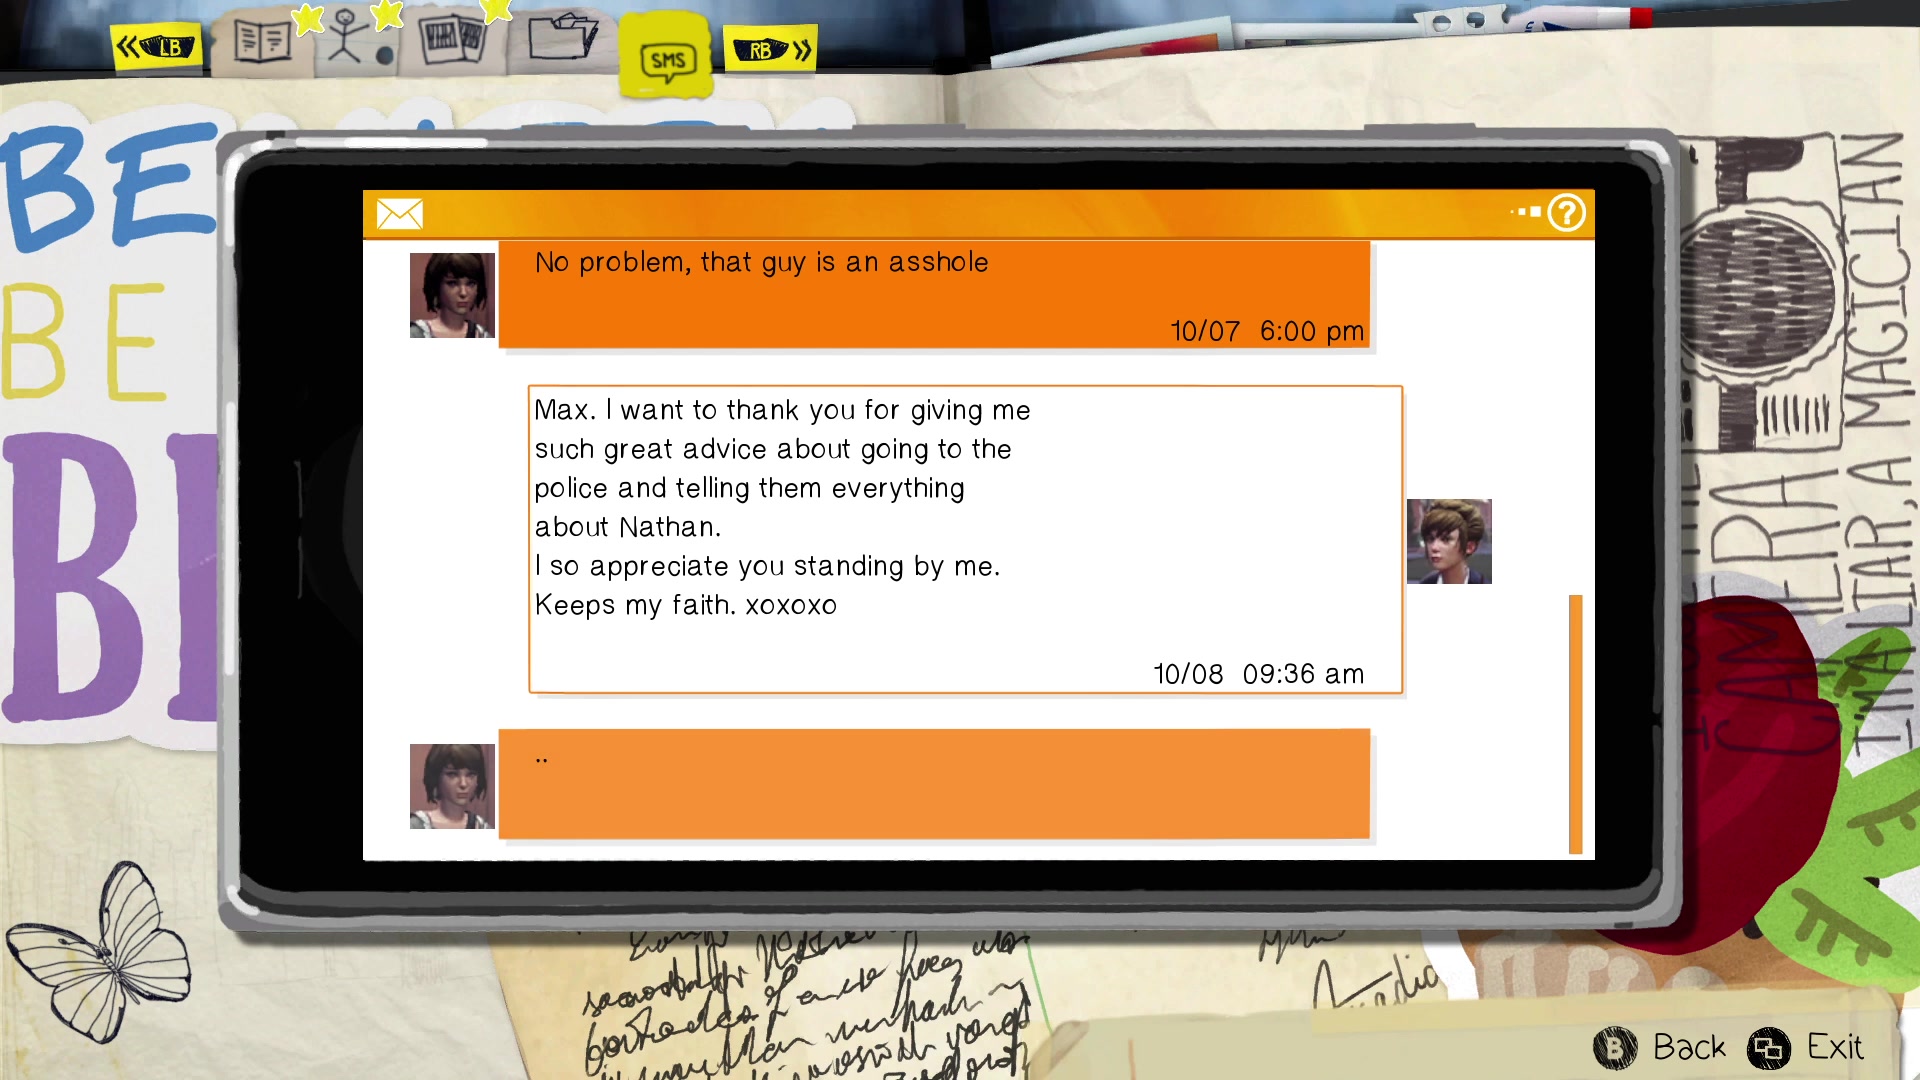 LB
SMS
RB
BE
BE
No problem, that guy is an asshole
10/07 6:00 pm
Max. I want to thank you for giving me
such great advice about going to the
police and telling them everything
about Nathan.
I so appreciate you standing by me.
Keeps my faith. xoxoxo
10/08 09:36 am
..
CAMERA
I'M A LIAR, A MAGICIAN
B Back
Exit